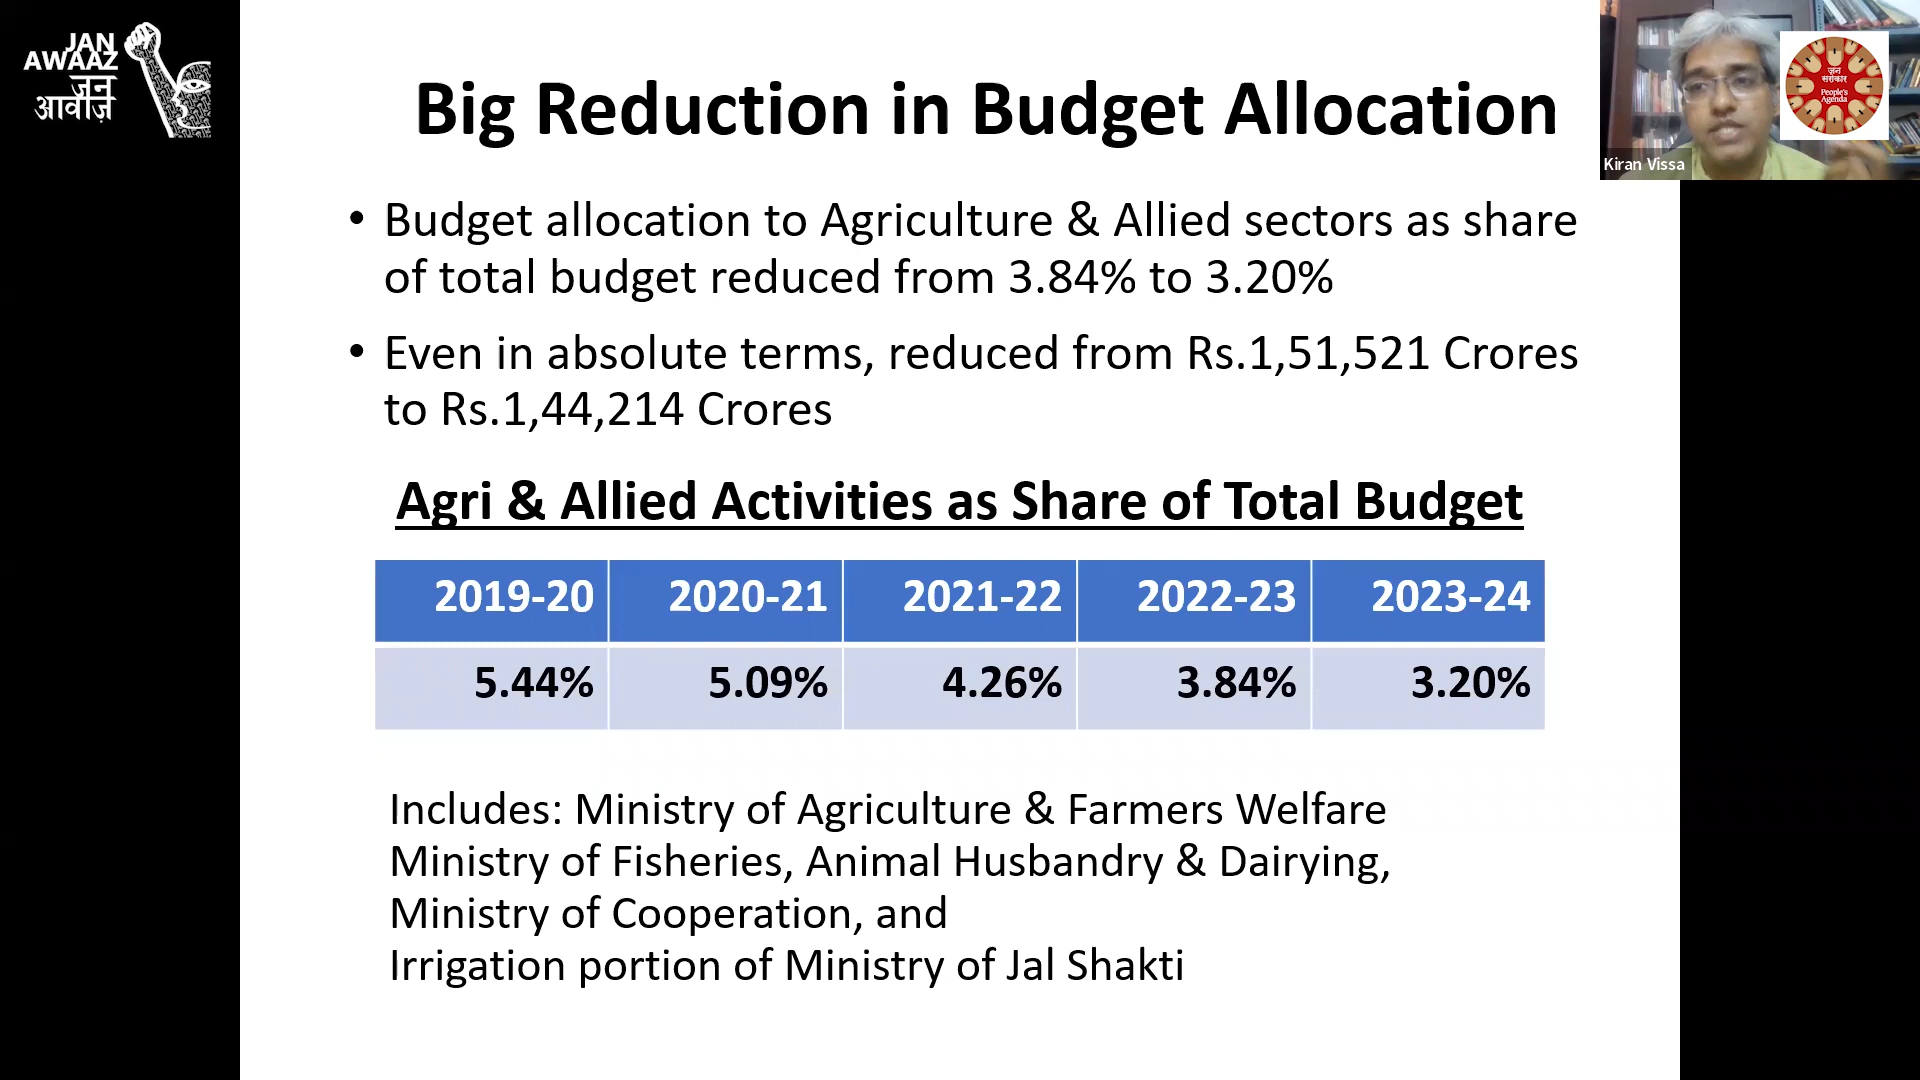 JAN
AWAAZ
जन
आवाज़
Big Reduction in Budget Allocation
• Budget allocation to Agriculture & Allied sectors as share
of total budget reduced from 3.84% to 3.20%
• Even in absolute terms, reduced from Rs.1,51,521 Crores
to Rs.1,44,214 Crores
Agri & Allied Activities as Share of Total Budget
2019-20 2020-21 2021-22 2022-23 2023-24
5.44% 5.09% 4.26% 3.84% 3.20%
Includes: Ministry of Agriculture & Farmers Welfare
Ministry of Fisheries, Animal Husbandry & Dairying,
Ministry of Cooperation, and
Irrigation portion of Ministry of Jal Shakti
जन
सरोकार
People's
Agenda
Kiran Vissa